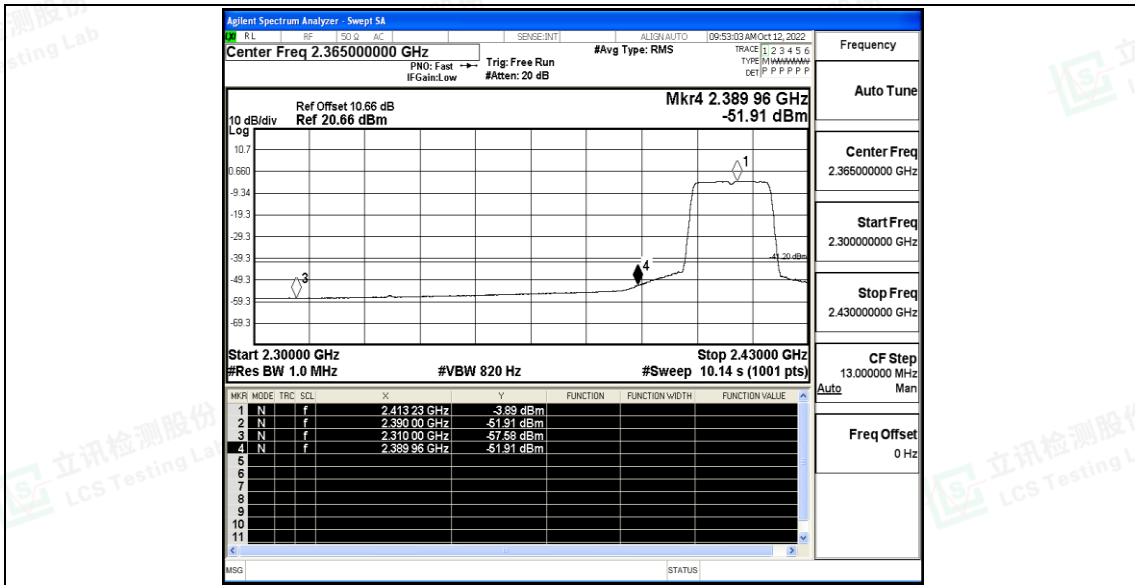 Agilent Spectrum Analyzer - Swept SA
LXI RL RF 50 Ω AC SENSE:INT ALIGN AUTO 09:53:03 AM Oct 12, 2022
Center Freq 2.365000000 GHz
PNO: Fast
IFGain:Low
Trig: Free Run
#Atten: 20 dB
#Avg Type: RMS
TRACE 1 2 3 4 5 6
TYPE M WWWWW
DET P P P P P P
Ref Offset 10.66 dB
10 dB/div Ref 20.66 dBm
Log
Mkr4 2.389 96 GHz
-51.91 dBm
10.7
0.660
-9.34
-19.3
-29.3
-39.3
-49.3
-59.3
-69.3
1
3
4
-41.20 dBm
Start 2.30000 GHz Stop 2.43000 GHz
#Res BW 1.0 MHz #VBW 820 Hz #Sweep 10.14 s (1001 pts)
MKR MODE TRC SCL X Y FUNCTION FUNCTION WIDTH FUNCTION VALUE
1 N f 2.413 23 GHz -3.89 dBm
2 N f 2.390 00 GHz -51.91 dBm
3 N f 2.310 00 GHz -57.58 dBm
4 N f 2.389 96 GHz -51.91 dBm
5
6
7
8
9
10
11
MSG STATUS
Frequency
Auto Tune
Center Freq
2.365000000 GHz
Start Freq
2.300000000 GHz
Stop Freq
2.430000000 GHz
CF Step
13.000000 MHz
Auto Man
Freq Offset
0 Hz
立讯检测股份
LCS Testing Lab
立讯检测股份
LCS Testing L